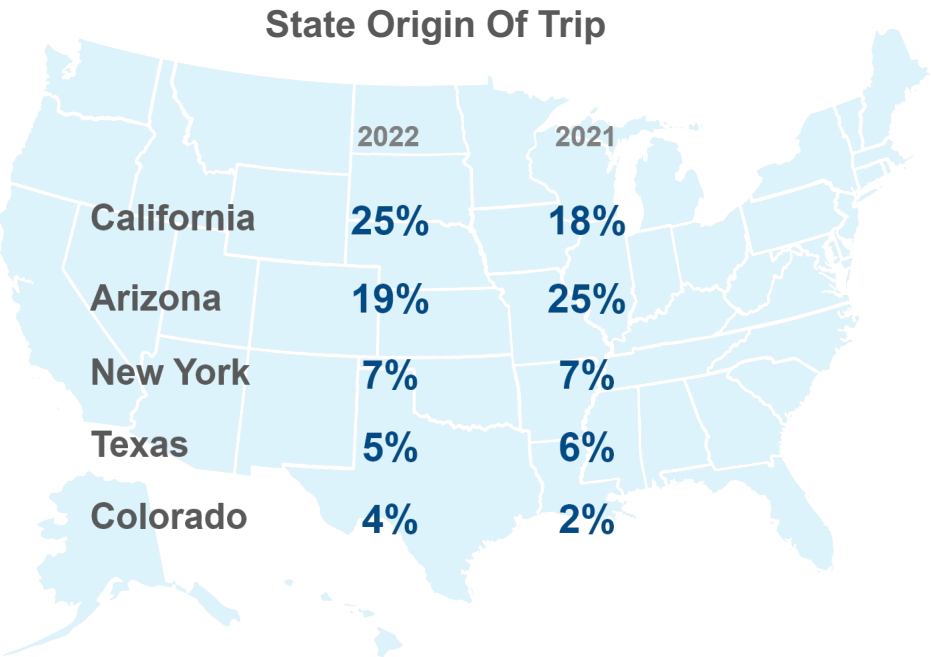 State Origin Of Trip
2022 2021
California 25% 18%
Arizona 19% 25%
New York 7% 7%
Texas 5% 6%
Colorado 4% 2%